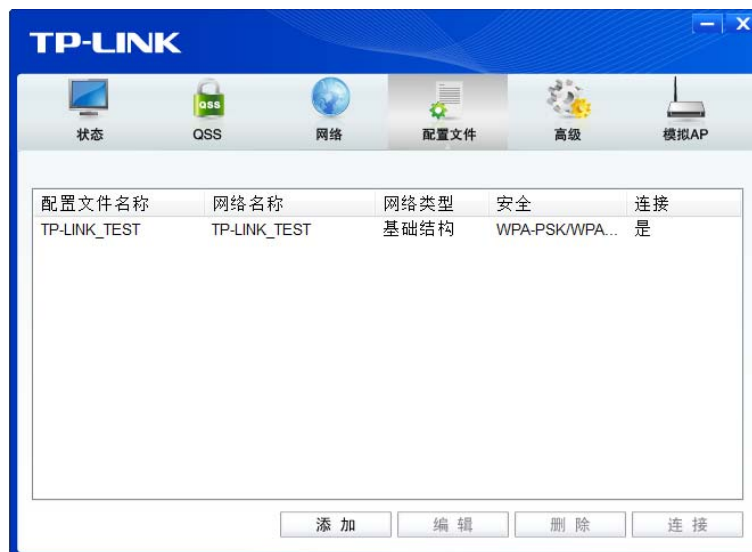 TP-LINK
QSS
状态 QSS 网络 配置文件 高级 模拟AP
配置文件名称 网络名称 网络类型 安全 连接
TP-LINK_TEST TP-LINK_TEST 基础结构 WPA-PSK/WPA... 是
添加 编辑 删除 连接